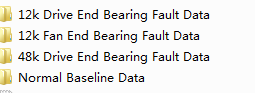 12k Drive End Bearing Fault Data
12k Fan End Bearing Fault Data
48k Drive End Bearing Fault Data
Normal Baseline Data